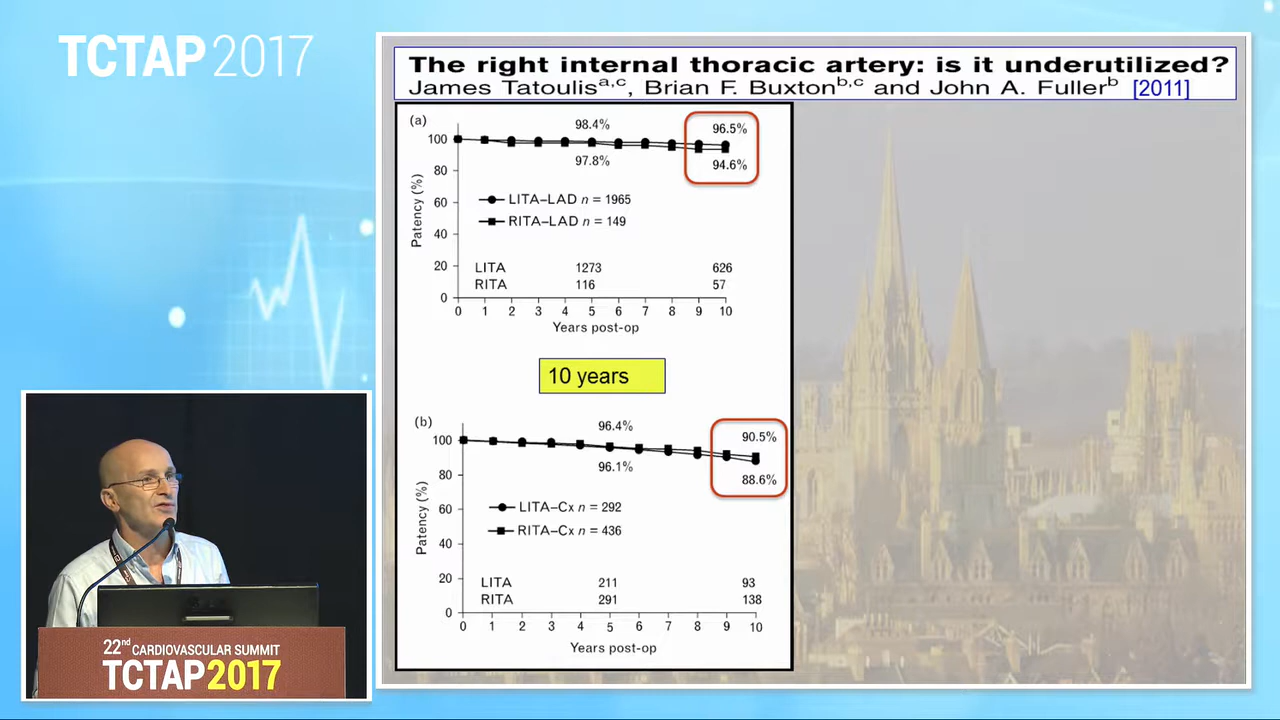 TCTAP 2017
The right internal thoracic artery: is it underutilized?
James Tatoulis a,c, Brian F. Buxton b,c and John A. Fuller b [2011]
(a)
98.4%
96.5%
97.8%
94.6%
100
80
60
40
20
0
Patency (%)
LITA–LAD n = 1965
RITA–LAD n = 149
LITA 1273 626
RITA 116 57
0 1 2 3 4 5 6 7 8 9 10
Years post-op
10 years
(b)
96.4%
90.5%
96.1%
88.6%
100
80
60
40
20
0
Patency (%)
LITA–Cx n = 292
RITA–Cx n = 436
LITA 211 93
RITA 291 138
0 1 2 3 4 5 6 7 8 9 10
Years post-op
22nd CARDIOVASCULAR SUMMIT
TCTAP2017